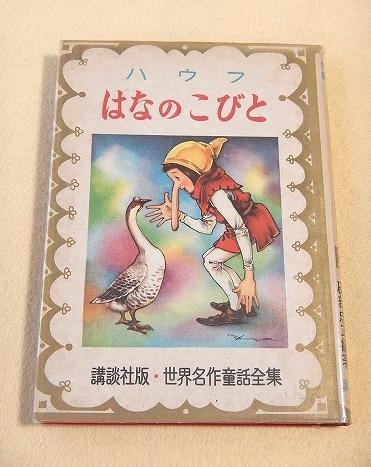 ハウフ
はなのこびと
講談社版・世界名作童話全集